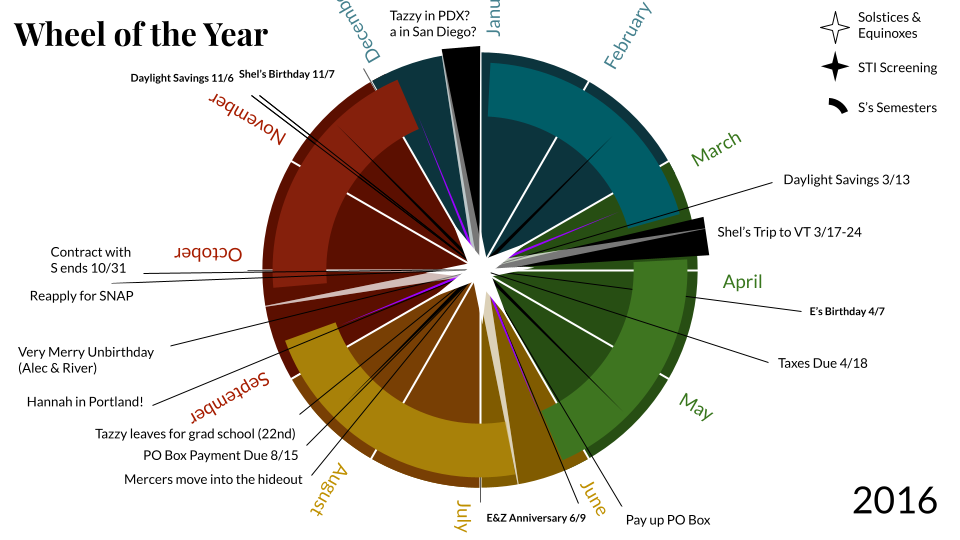 Wheel of the Year
Tazzy in PDX?
a in San Diego?
Solstices &
Equinoxes
STI Screening
S's Semesters
Daylight Savings 11/6
Shel's Birthday 11/7
February
March
Daylight Savings 3/13
Shel's Trip to VT 3/17-24
April
E's Birthday 4/7
Taxes Due 4/18
May
June
Pay up PO Box
E&Z Anniversary 6/9
July
August
Mercers move into the hideout
PO Box Payment Due 8/15
Tazzy leaves for grad school (22nd)
September
Hannah in Portland!
Very Merry Unbirthday
(Alec & River)
Reapply for SNAP
Contract with
S ends 10/31
October
November
Decembe
Janu
2016